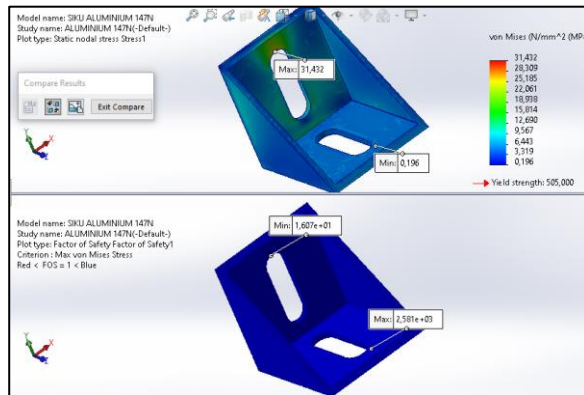 Model name: SIKU ALUMINIUM 147N
Study name: ALUMINIUM 147N(-Default-)
Plot type: Static nodal stress Stress1
Compare Results
Exit Compare
Max: 31,432
Min: 0,196
von Mises (N/mm^2 (MPa
31,432
28,309
25,185
22,061
18,938
15,814
12,690
9,567
6,443
3,319
0,196
Yield strength: 505,000
Model name: SIKU ALUMINIUM 147N
Study name: ALUMINIUM 147N(-Default-)
Plot type: Factor of Safety Factor of Safety1
Criterion : Max von Mises Stress
Red < FOS = 1 < Blue
Min: 1,607e+01
Max: 2,581e+03